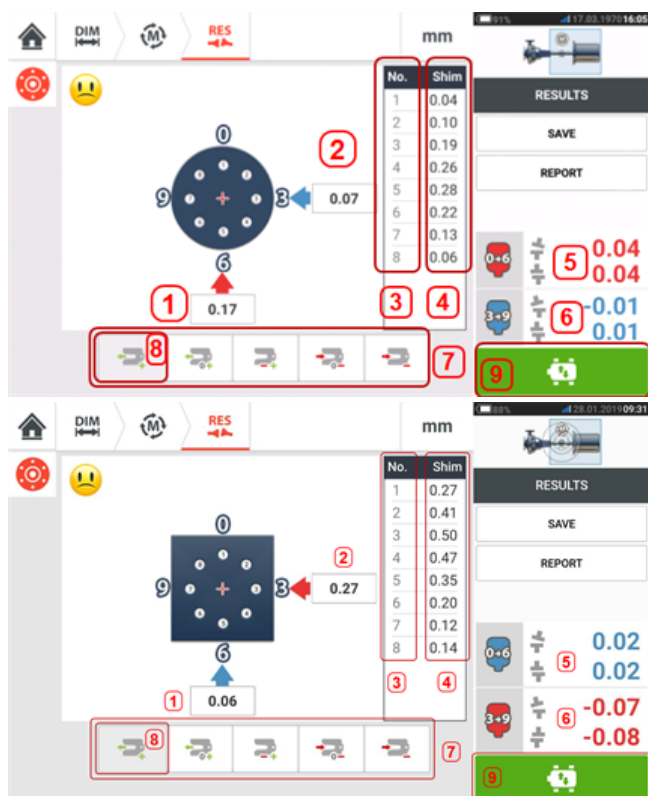 91% 17.03.1970 16:05
DIM M RES mm
No. Shim
1 0.04
2 0.10
3 0.19
4 0.26
5 0.28
6 0.22
7 0.13
8 0.06
0
9 3
6
2
0.07
1
0.17
3 4
8
7
RESULTS
SAVE
REPORT
0+6 5 0.04
0.04
3+9 6 -0.01
0.01
9
88% 28.01.2019 09:31
DIM M RES mm
No. Shim
1 0.27
2 0.41
3 0.50
4 0.47
5 0.35
6 0.20
7 0.12
8 0.14
0
9 3
6
2
0.27
1
0.06
3 4
8
7
RESULTS
SAVE
REPORT
0+6 5 0.02
0.02
3+9 6 -0.07
-0.08
9